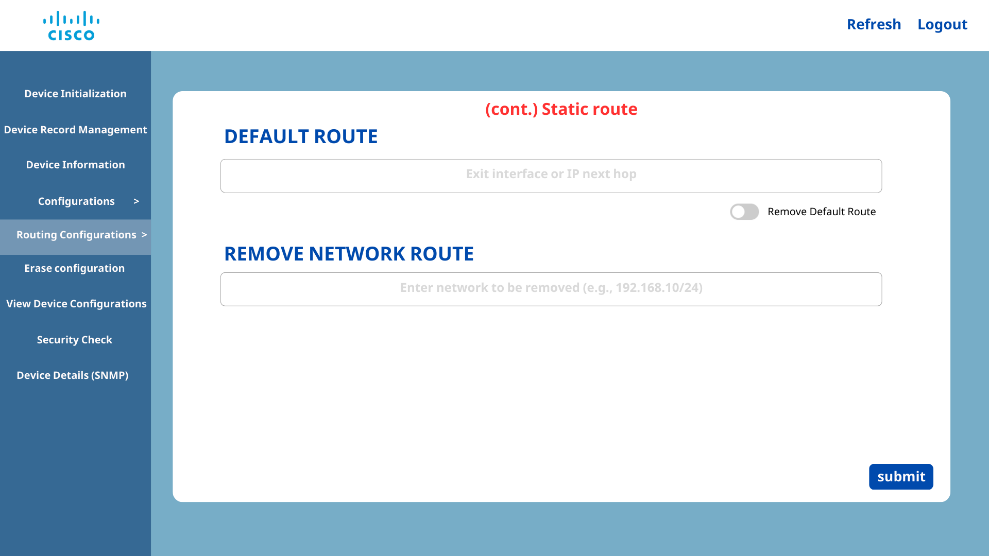 CISCO
Refresh Logout
Device Initialization
Device Record Management
Device Information
Configurations >
Routing Configurations >
Erase configuration
View Device Configurations
Security Check
Device Details (SNMP)
(cont.) Static route
DEFAULT ROUTE
Exit interface or IP next hop
Remove Default Route
REMOVE NETWORK ROUTE
Enter network to be removed (e.g., 192.168.10/24)
submit